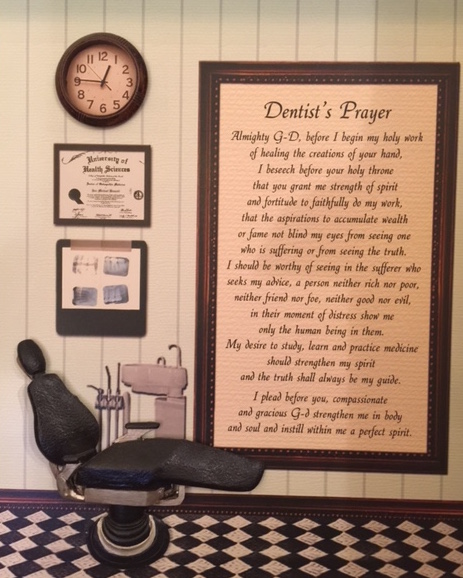 12
1
2
3
4
5
6
7
8
9
10
11
University of
Health Sciences
Dentist's Prayer
Almighty G-D, before I begin my holy work
of healing the creations of your hand,
I beseech before your holy throne
that you grant me strength of spirit
and fortitude to faithfully do my work,
that the aspirations to accumulate wealth
or fame not blind my eyes from seeing one
who is suffering or from seeing the truth.
I should be worthy of seeing in the sufferer who
seeks my advice, a person neither rich nor poor,
neither friend nor foe, neither good nor evil,
in their moment of distress show me
only the human being in them.
My desire to study, learn and practice medicine
should strengthen my spirit
and the truth shall always be my guide.
I plead before you, compassionate
and gracious G-d strengthen me in body
and soul and instill within me a perfect spirit.